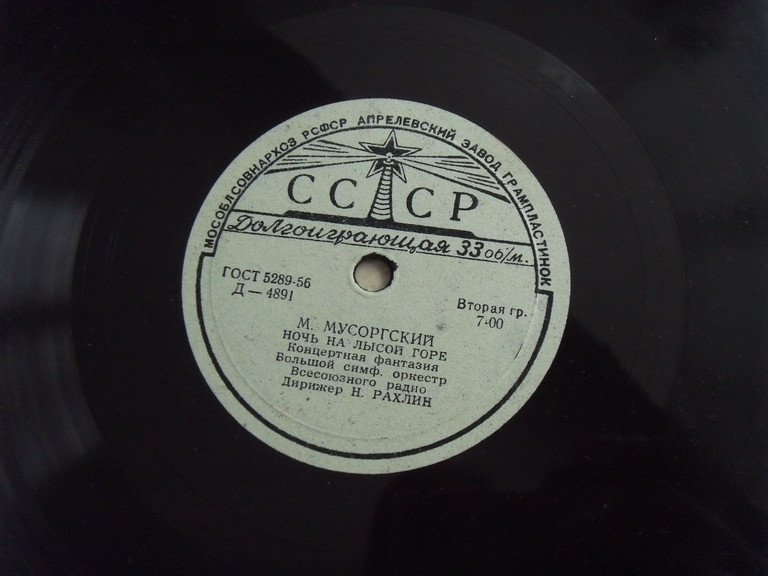 МОСОБЛСОВНАРХОЗ РСФСР АПРЕЛЕВСКИЙ ЗАВОД ГРАМПЛАСТИНОК
СССР
Долгоиграющая 33 об/м.
ГОСТ 5289-56
Д — 4891
Вторая гр.
7-00
М. МУСОРГСКИЙ
НОЧЬ НА ЛЫСОЙ ГОРЕ
Концертная фантазия
Большой симф. оркестр
Всесоюзного радио
Дирижер Н. РАХЛИН